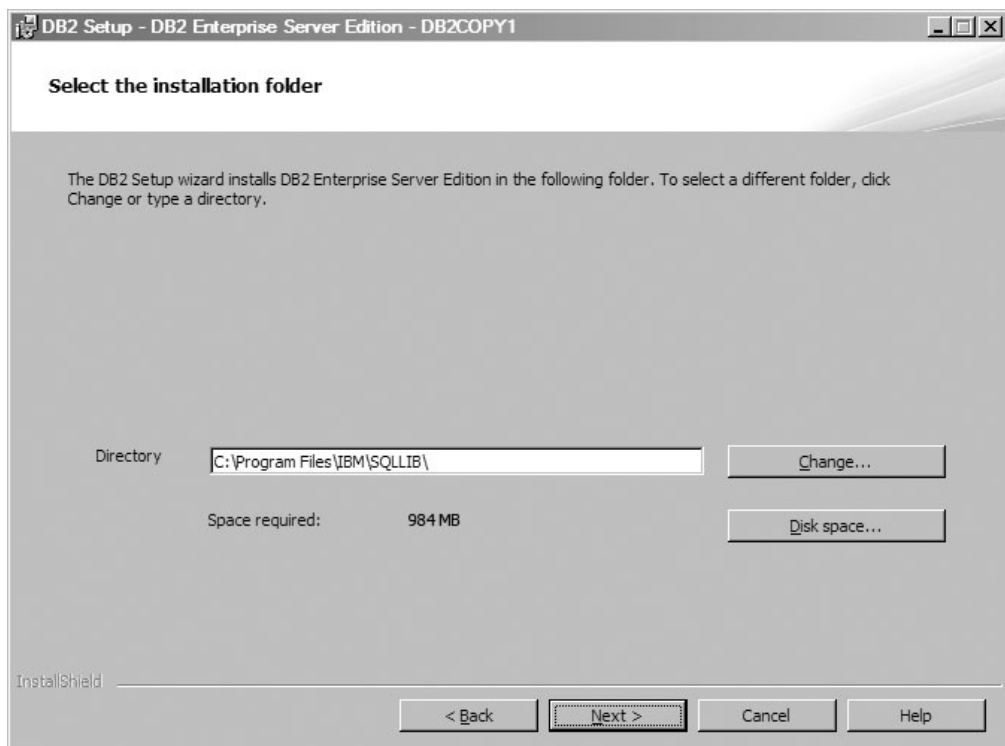 DB2 Setup - DB2 Enterprise Server Edition - DB2COPY1
Select the installation folder
The DB2 Setup wizard installs DB2 Enterprise Server Edition in the following folder. To select a different folder, click
Change or type a directory.
Directory
C:\Program Files\IBM\SQLLIB\
Change...
Space required:
984 MB
Disk space...
InstallShield
< Back
Next >
Cancel
Help